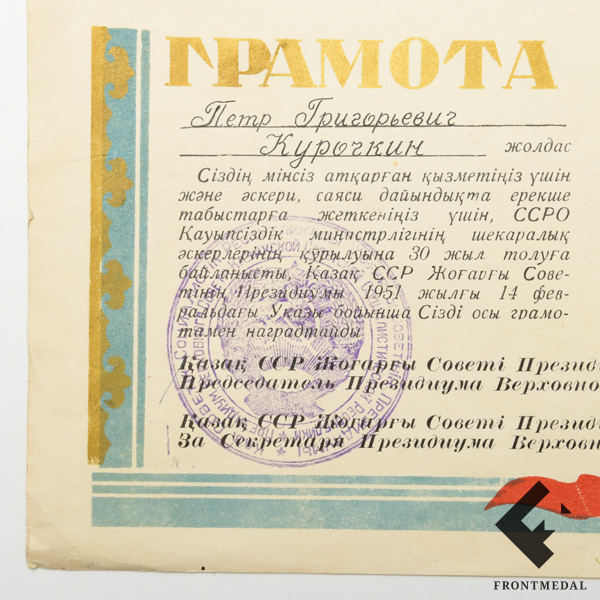 ГРАМОТА
Петр Григорьевич
Курочкин жолдас
Сіздің мінсіз атқарған қызметіңіз үшін
және әскери, саяси дайындықта ерекше
табыстарға жеткеніңіз үшін, ССРО
Қауыпсіздік министрлігінің шекаралық
әскерлерінің құрылуына 30 жыл толуға
байланысты, Қазақ ССР Жоғарғы Сове-
тінің Президиумы 1951 жылғы 14 фев-
ральдағы Указы бойынша Сізді осы грамо-
тамен наградтайды
Қазақ ССР Жоғарғы Советі Президи
Председатель Президиума Верховно
Қазақ ССР Жоғарғы Советі Президи
За Секретаря Президиума Верховно
FRONTMEDAL